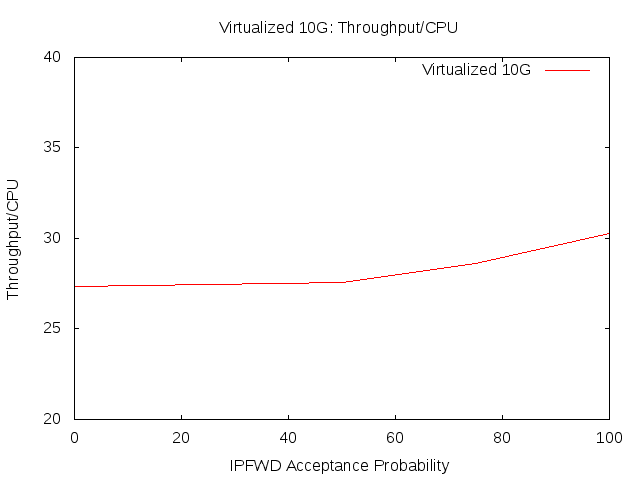 Virtualized 10G: Throughput/CPU
Virtualized 10G
40
35
30
25
20
Throughput/CPU
0 20 40 60 80 100
IPFWD Acceptance Probability